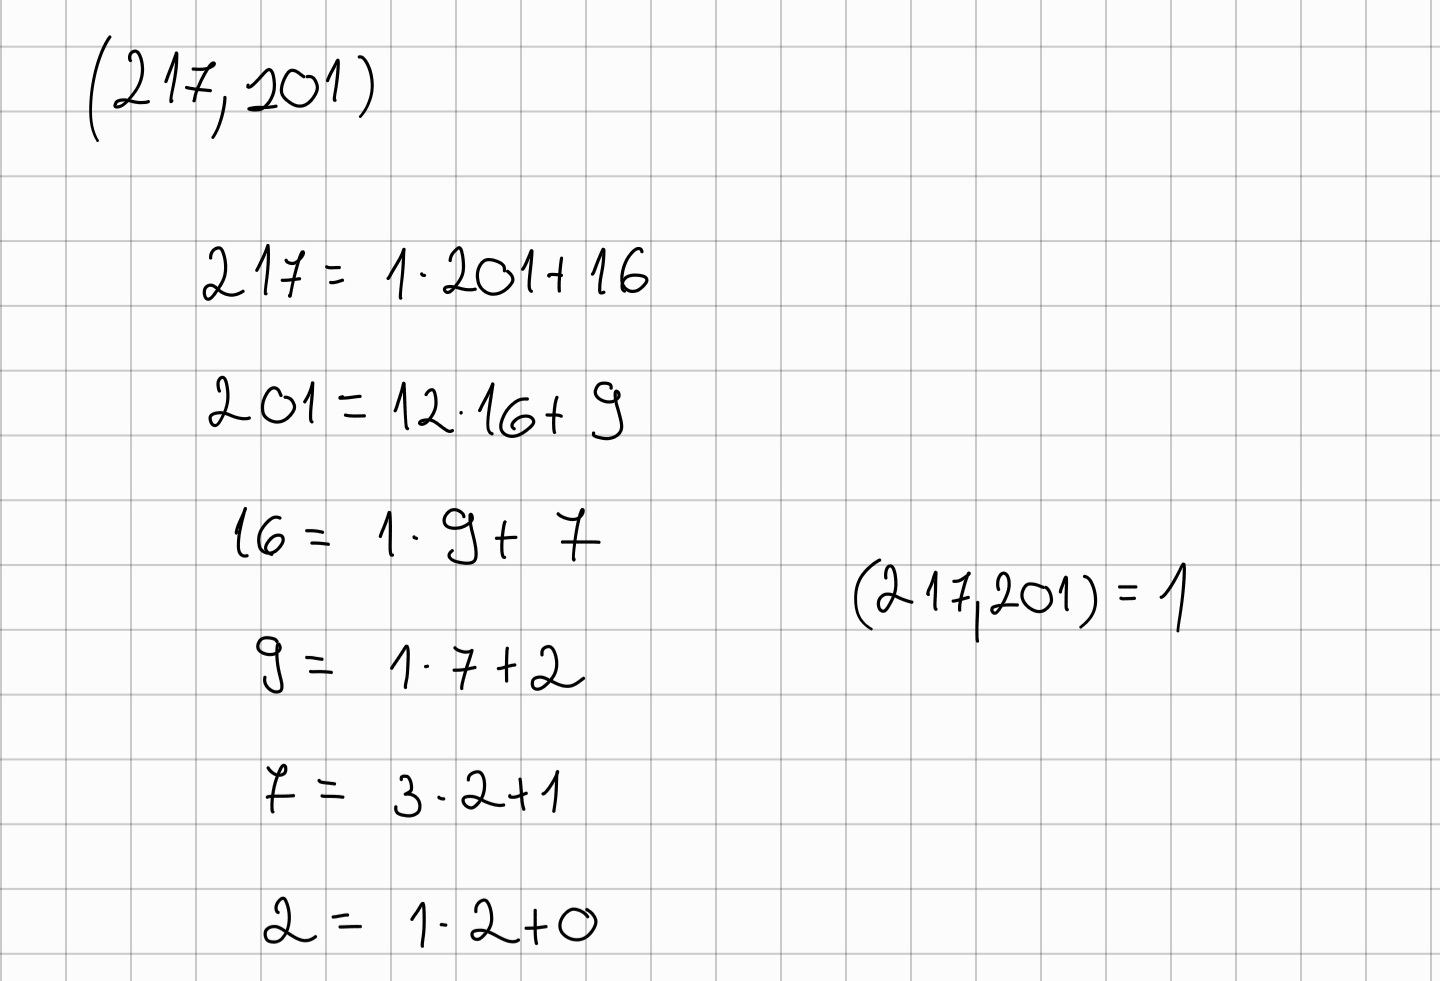 (217, 201)
217 = 1 · 201 + 16
201 = 12 · 16 + 9
16 = 1 · 9 + 7
(217, 201) = 1
9 = 1 · 7 + 2
7 = 3 · 2 + 1
2 = 1 · 2 + 0